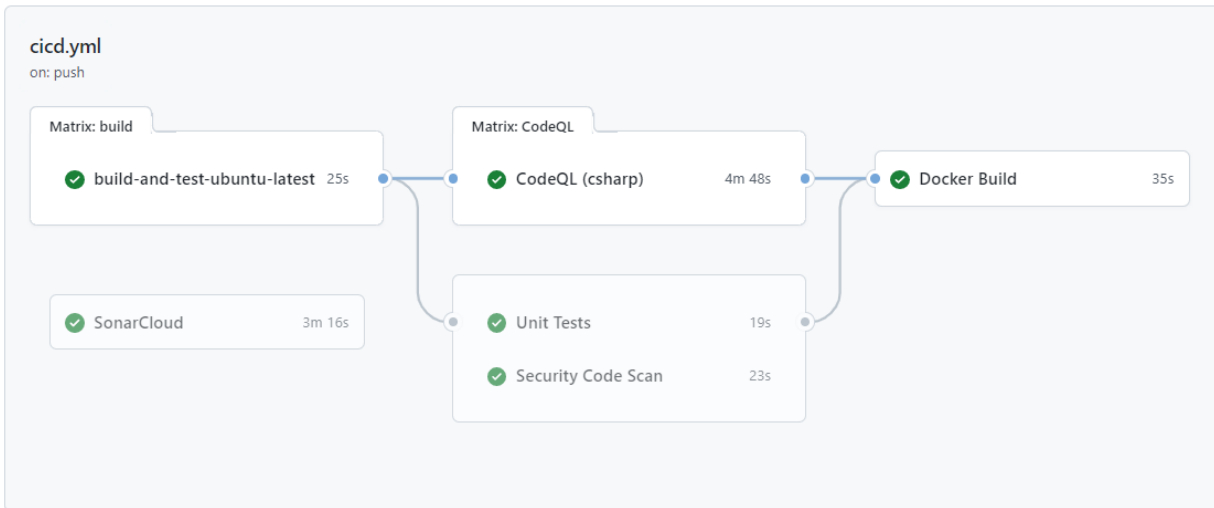 cicd.yml
on: push
Matrix: build
build-and-test-ubuntu-latest 25s
Matrix: CodeQL
CodeQL (csharp) 4m 48s
Docker Build 35s
SonarCloud 3m 16s
Unit Tests 19s
Security Code Scan 23s